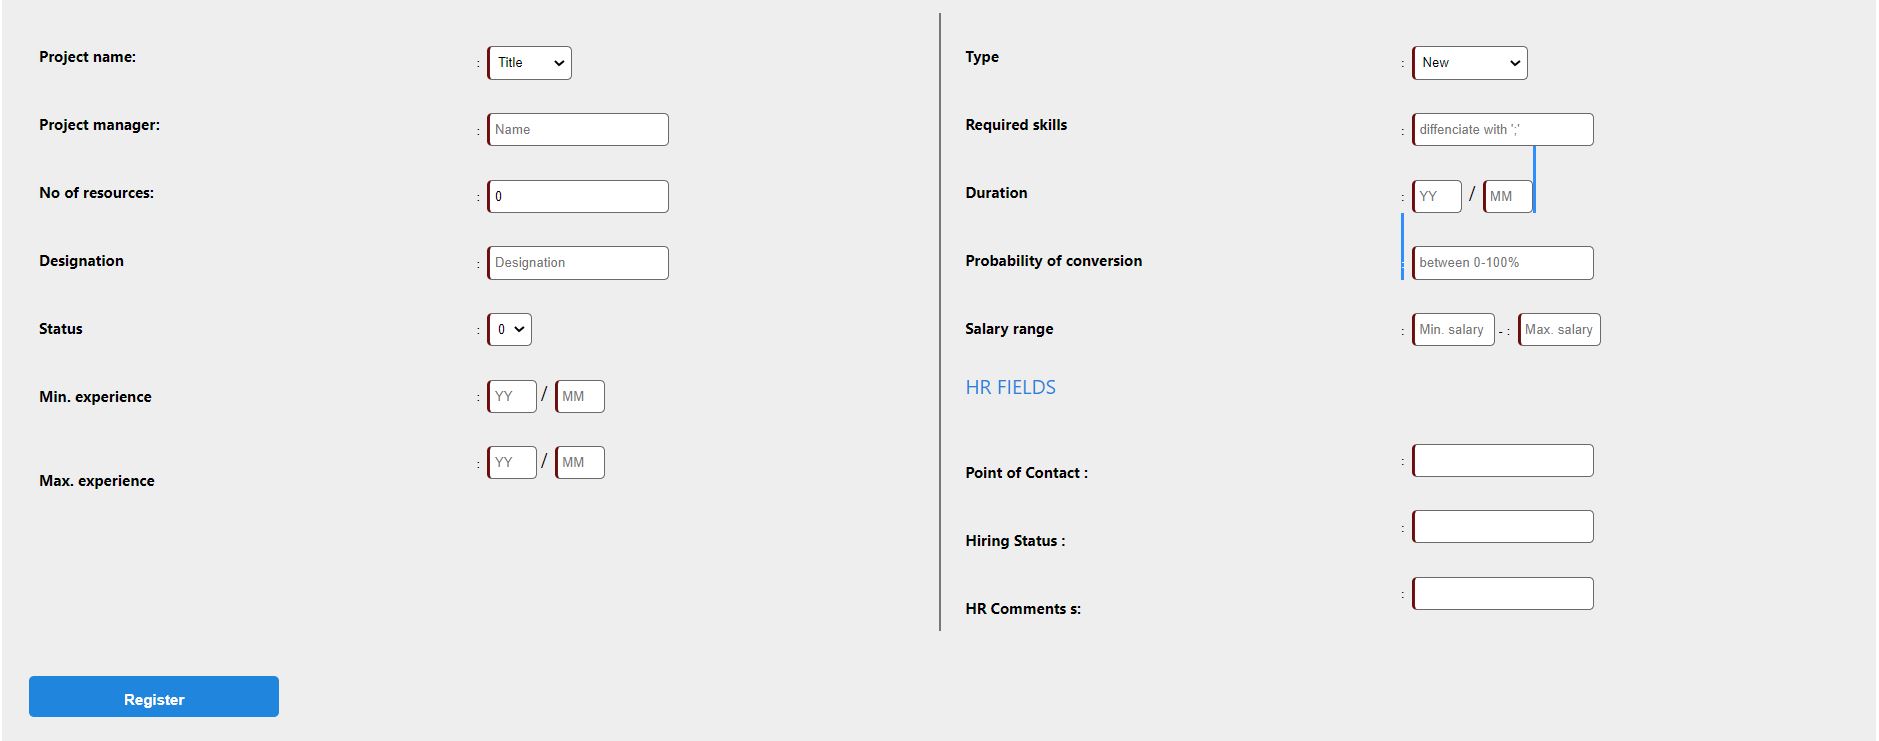 Project name:
: Title
Project manager:
: Name
No of resources:
: 0
Designation
: Designation
Status
: 0
Min. experience
: YY / MM
Max. experience
: YY / MM
Type
: New
Required skills
: diffenciate with ';'
Duration
: YY / MM
Probability of conversion
: between 0-100%
Salary range
: Min. salary - : Max. salary
HR FIELDS
Point of Contact :
:
Hiring Status :
:
HR Comments s:
:
Register